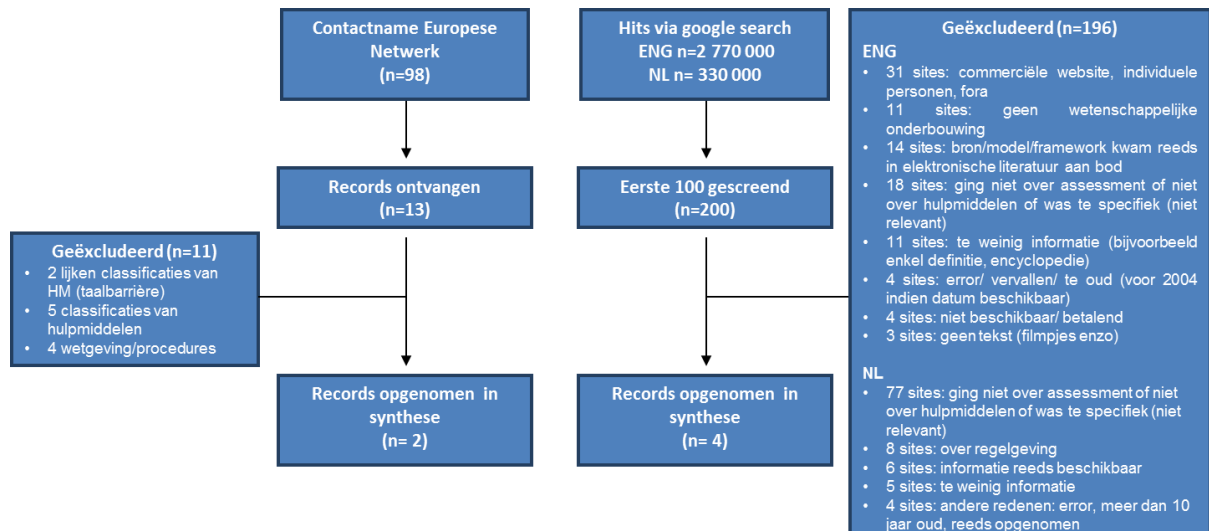 Contactname Europese
Netwerk
(n=98)
Records ontvangen
(n=13)
Geëxcludeerd (n=11)
• 2 lijken classificaties van
HM (taalbarrière)
• 5 classificaties van
hulpmiddelen
• 4 wetgeving/procedures
Records opgenomen in
synthese
(n= 2)
Hits via google search
ENG n=2 770 000
NL n= 330 000
Eerste 100 gescreend
(n=200)
Records opgenomen in
synthese
(n= 4)
Geëxcludeerd (n=196)
ENG
• 31 sites: commerciële website, individuele
personen, fora
• 11 sites: geen wetenschappelijke
onderbouwing
• 14 sites: bron/model/framework kwam reeds
in elektronische literatuur aan bod
• 18 sites: ging niet over assessment of niet
over hulpmiddelen of was te specifiek (niet
relevant)
• 11 sites: te weinig informatie (bijvoorbeeld
enkel definitie, encyclopedie)
• 4 sites: error/ vervallen/ te oud (voor 2004
indien datum beschikbaar)
• 4 sites: niet beschikbaar/ betalend
• 3 sites: geen tekst (filmpjes enzo)
NL
• 77 sites: ging niet over assessment of niet
over hulpmiddelen of was te specifiek (niet
relevant)
• 8 sites: over regelgeving
• 6 sites: informatie reeds beschikbaar
• 5 sites: te weinig informatie
• 4 sites: andere redenen: error, meer dan 10
jaar oud, reeds opgenomen